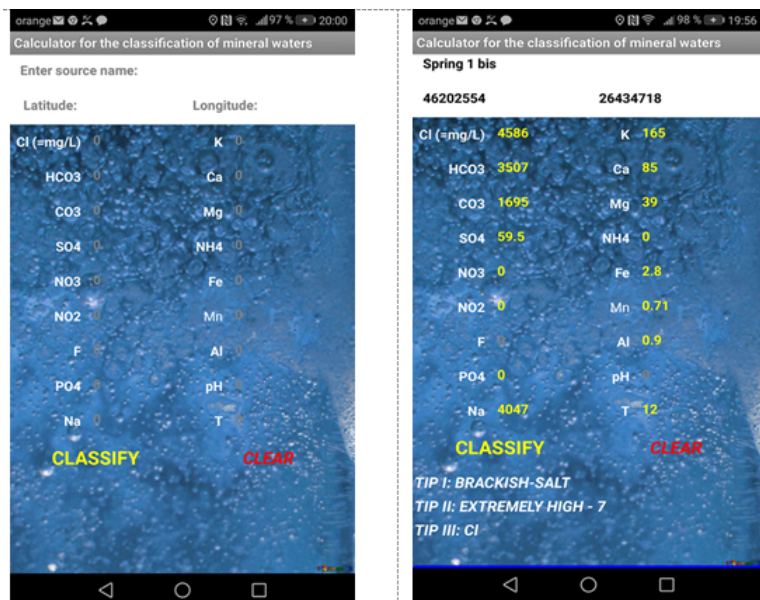 orange 97 % 20:00
Calculator for the classification of mineral waters
Enter source name:
Latitude: Longitude:
Cl (=mg/L) 0 K 0
HCO3 0 Ca 0
CO3 0 Mg 0
SO4 0 NH4 0
NO3 0 Fe 0
NO2 0 Mn 0
F 0 Al 0
PO4 0 pH 0
Na 0 T 0
CLASSIFY CLEAR
orange 98 % 19:56
Calculator for the classification of mineral waters
Spring 1 bis
46202554 26434718
Cl (=mg/L) 4586 K 165
HCO3 3507 Ca 85
CO3 1695 Mg 39
SO4 59.5 NH4 0
NO3 0 Fe 2.8
NO2 0 Mn 0.71
F 0 Al 0.9
PO4 0 pH 0
Na 4047 T 12
CLASSIFY CLEAR
TIP I: BRACKISH-SALT
TIP II: EXTREMELY HIGH - 7
TIP III: Cl